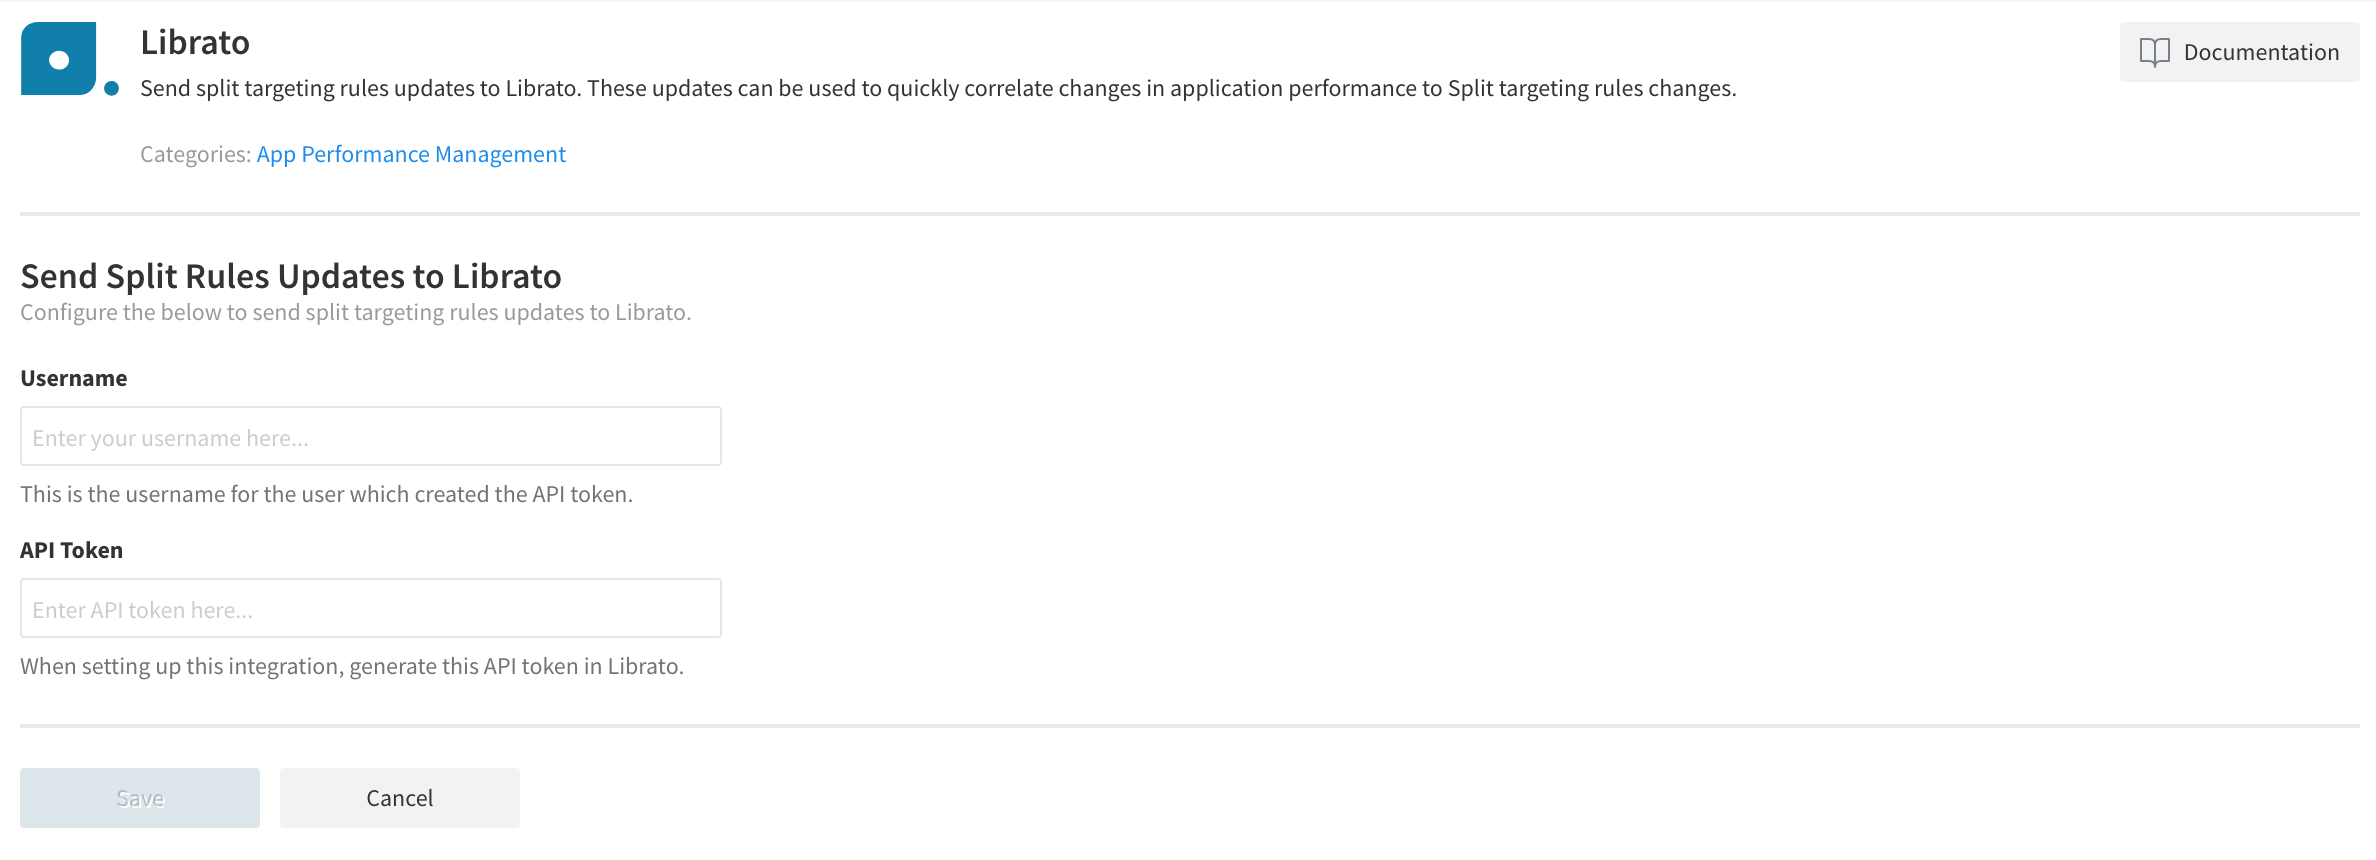 Librato
Documentation
Send split targeting rules updates to Librato. These updates can be used to quickly correlate changes in application performance to Split targeting rules changes.
Categories: App Performance Management
Send Split Rules Updates to Librato
Configure the below to send split targeting rules updates to Librato.
Username
Enter your username here...
This is the username for the user which created the API token.
API Token
Enter API token here...
When setting up this integration, generate this API token in Librato.
Save
Cancel